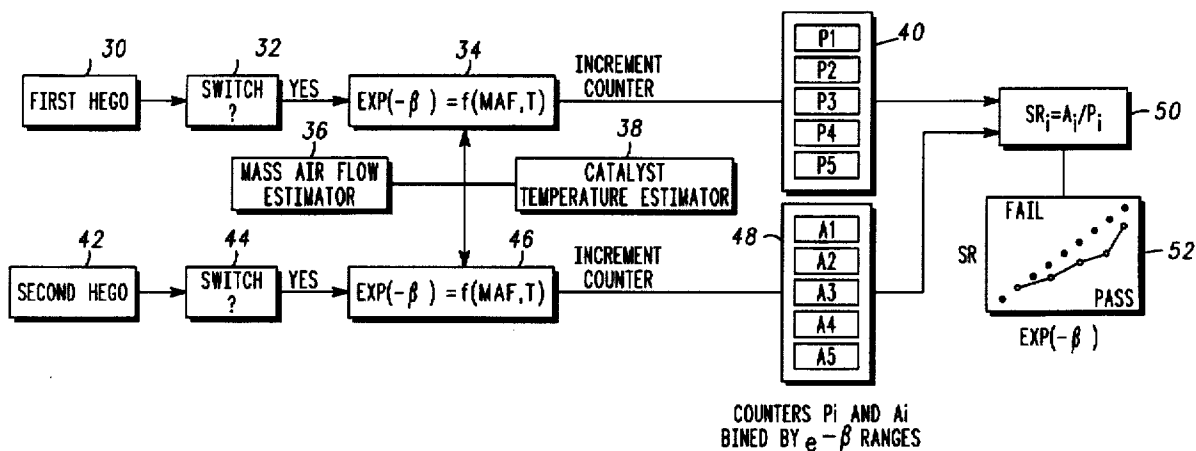 30
FIRST HEGO
32
SWITCH
?
YES
34
EXP(-β) = f(MAF,T)
INCREMENT
COUNTER
P1
P2
P3
P4
P5
40
SRi=Ai/Pi
50
36
MASS AIR FLOW
ESTIMATOR
38
CATALYST
TEMPERATURE ESTIMATOR
42
SECOND HEGO
44
SWITCH
?
YES
46
EXP(-β) = f(MAF,T)
INCREMENT
COUNTER
48
A1
A2
A3
A4
A5
FAIL
SR
PASS
52
EXP(-β)
COUNTERS Pi AND Ai
BINED BY e-β RANGES